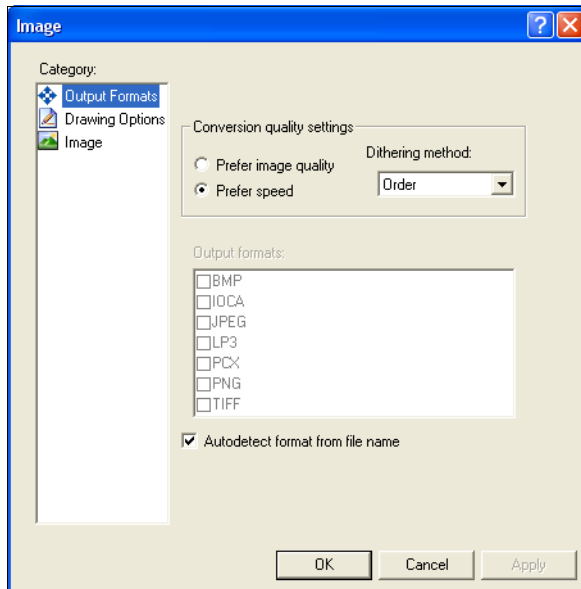 Image
Category:
Output Formats
Drawing Options
Image
Conversion quality settings
Prefer image quality
Prefer speed
Dithering method:
Order
Output formats:
BMP
IOCA
JPEG
LP3
PCX
PNG
TIFF
Autodetect format from file name
OK
Cancel
Apply